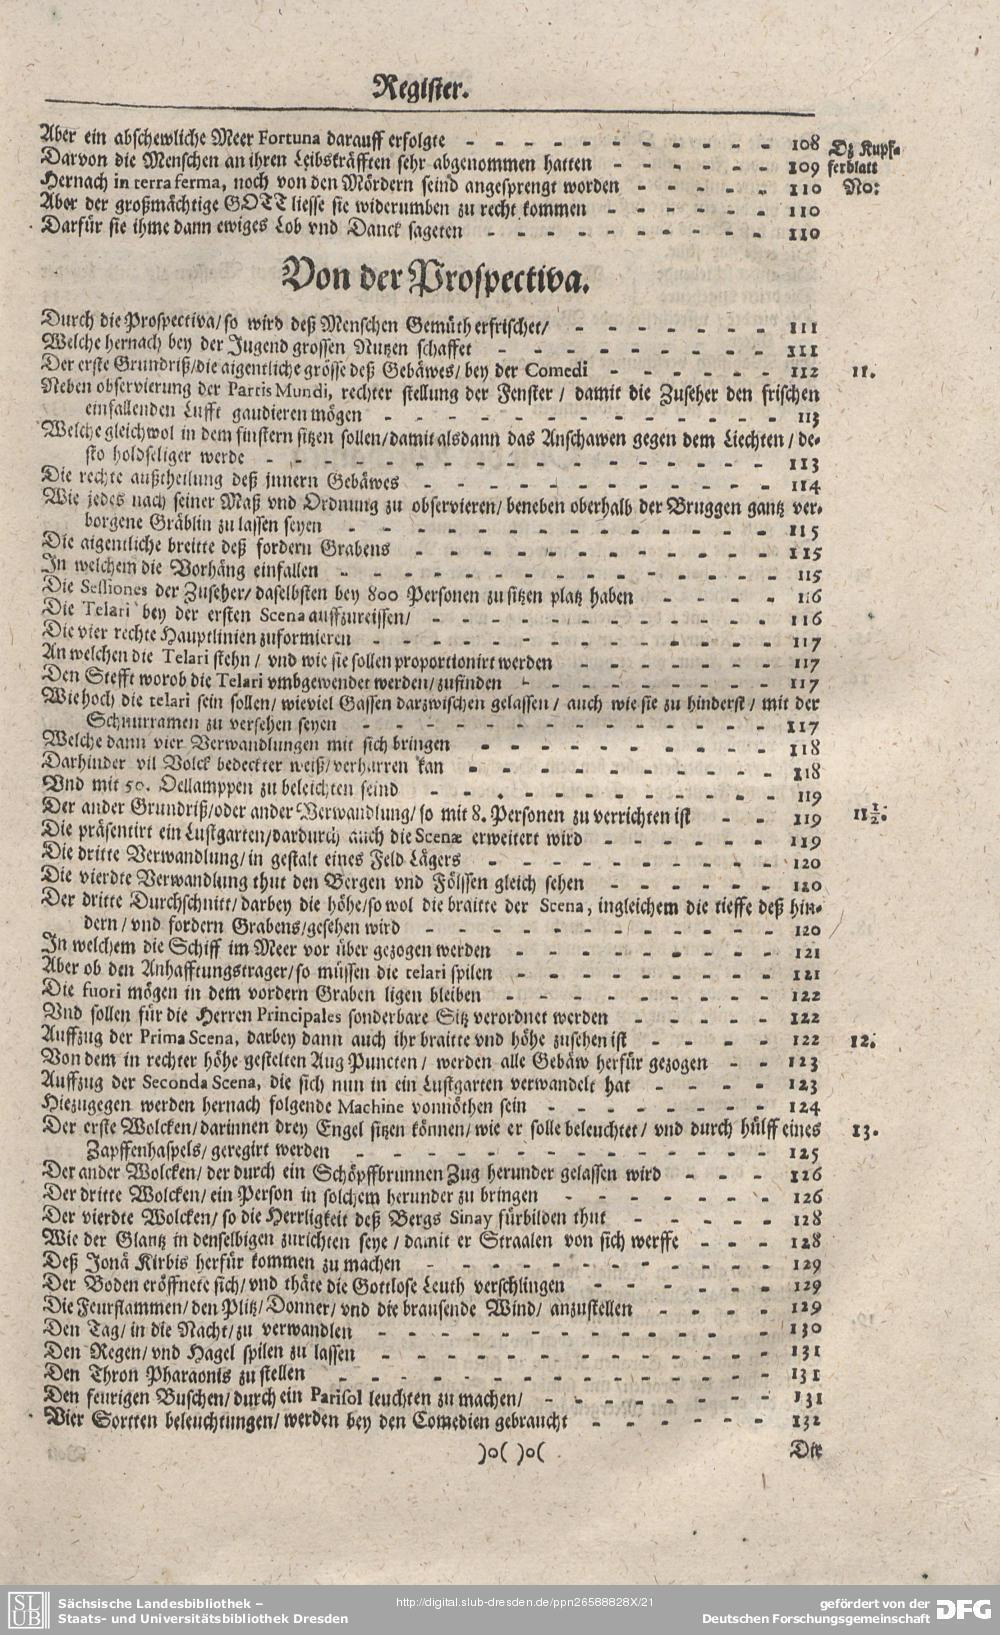 Register.
Aber ein abschewliche Meer Fortuna darauff erfolgte - - - - - - - - - - - 108
Dz Kupf-
Darvon die Menschen an ihren Leibskräfften sehr abgenommen hatten - - - - - - - 109
ferblatt
Hernach in terra ferma, noch von den Mördern seind angesprengt worden - - - - - - 110
No:
Aber der großmächtige GOTT liesse sie widerumben zu recht kommen - - - - - - - 110
Darfür sie ihme dann ewiges Lob vnd Danck sageten - - - - - - - - - - 110
Von der Prospectiva.
Durch die Prospectiva/ so wird deß Menschen Gemüth erfrischet/ - - - - - - - - 111
Welche hernach bey der Jugend grossen Nutzen schaffet - - - - - - - - - 111
Der erste Grundriß/ die aigentliche grösse deß Gebäwes/ bey der Comedi - - - - - - 112 11.
Neben observierung der Partis Mundi, rechter stellung der Fenster / damit die Zuseher den frischen
einfallenden Lufft gaudieren mögen - - - - - - - - - - - - - 113
Welche gleichwol in dem finstern sitzen sollen/ damit alsdann das Anschawen gegen dem Liechten / de-
sto holdseliger werde - - - - - - - - - - - - - - - - 113
Die rechte außtheilung deß jnnern Gebäwes - - - - - - - - - - - - 114
Wie jedes nach seiner Maß vnd Ordnung zu observieren/ beneben oberhalb der Bruggen gantz ver-
borgene Gräblin zu lassen seyen - - - - - - - - - - - - - 115
Die aigentliche breitte deß fordern Grabens - - - - - - - - - - - - 115
In welchem die Vorhäng einfallen - - - - - - - - - - - - - - 115
Die Sessiones der Zuseher/ daselbsten bey 800 Personen zu sitzen platz haben - - - - - 116
Die Telari bey der ersten Scena auffzureissen/ - - - - - - - - - - - 116
Die vier rechte Hauptlinien zuformieren - - - - - - - - - - - - - 117
An welchen die Telari stehn / vnd wie sie sollen proportionirt werden - - - - - - - 117
Den Stefft worob die Telari vmbgewendet werden/ zufinden - - - - - - - - - 117
Wie hoch die telari sein sollen/ wieviel Gassen darzwischen gelassen / auch wie sie zu hinderst / mit der
Schnurramen zu versehen seyen - - - - - - - - - - - - - 117
Welche dann vier Verwandlungen mit sich bringen - - - - - - - - - - 118
Darhinder vil Volck bedeckter weiß/ verharren kan - - - - - - - - - - 118
Vnd mit 50. Oellamppen zu beleichten seind - - - - - - - - - - - - 119
Der ander Grundriß/ oder ander Verwandlung/ so mit 8. Personen zu verrichten ist - - - 119 11 1/2.
Die präsentirt ein Lustgarten/ dardurch auch die Scenæ erweitert wird - - - - - - 119
Die dritte Verwandlung/ in gestalt eines Feld Lägers - - - - - - - - - - 120
Die vierdte Verwandlung thut den Bergen vnd Fölssen gleich sehen - - - - - - 120
Der dritte Durchschnitt/ darbey die höhe/ so wol die braitte der Scena, ingleichem die tieffe deß hin-
dern / vnd fordern Grabens/ gesehen wird - - - - - - - - - - - 120
In welchem die Schiff im Meer vor über gezogen werden - - - - - - - - - 121
Aber ob den Anhafftungstrager/ so müssen die telari spilen - - - - - - - - - 121
Die fuori mögen in dem vordern Graben ligen bleiben - - - - - - - - - 122
Vnd sollen für die Herren Principales sonderbare Sitz verordnet werden - - - - - - 122
Auffzug der Prima Scena, darbey dann auch ihr braitte vnd höhe zusehen ist - - - - - 122 12.
Von dem in rechter höhe gestelten Aug Puncten / werden alle Gebäw herfür gezogen - - - 123
Auffzug der Seconda Scena, die sich nun in ein Lustgarten verwandelt hat - - - - 123
Hiezugegen werden hernach folgende Machine vonnöthen sein - - - - - - - - 124
Der erste Wolcken/ darinnen drey Engel sitzen können/ wie er solle beleuchtet / vnd durch hülff eines 13.
Zapffenhaspels/ geregirt werden - - - - - - - - - - - - - 125
Der ander Wolcken/ der durch ein Schöpffbrunnen Zug herunder gelassen wird - - - - 126
Der dritte Wolcken/ ein Person in solchem herunder zu bringen - - - - - - - 126
Der vierdte Wolcken/ so die Herrligkeit deß Bergs Sinay fürbilden thut - - - - - 128
Wie der Glantz in denselbigen zurichten seye / damit er Straalen von sich werffe - - - 128
Deß Jonä Kirbis herfür kommen zu machen - - - - - - - - - - - 129
Der Boden eröffnete sich/ vnd thäte die Gottlose Leuth verschlingen - - - - - - 129
Die Feurflammen/ den Plitz/ Donner/ vnd die brausende Wind/ anzustellen - - - - 129
Den Tag/ in die Nacht/ zu verwandlen - - - - - - - - - - - - 130
Den Regen/ vnd Hagel spilen zu lassen - - - - - - - - - - - - 131
Den Thron Pharaonis zu stellen - - - - - - - - - - - - - 131
Den feurigen Buschen/ durch ein Parisol leuchten zu machen/ - - - - - - - - 131
Vier Sortten beleuchtungen/ werden bey den Comedien gebraucht - - - - - - - 132
)o( )o( Die
SLUB
Sächsische Landesbibliothek –
Staats- und Universitätsbibliothek Dresden
http://digital.slub-dresden.de/ppn26588828X/21
gefördert von der
Deutschen Forschungsgemeinschaft DFG